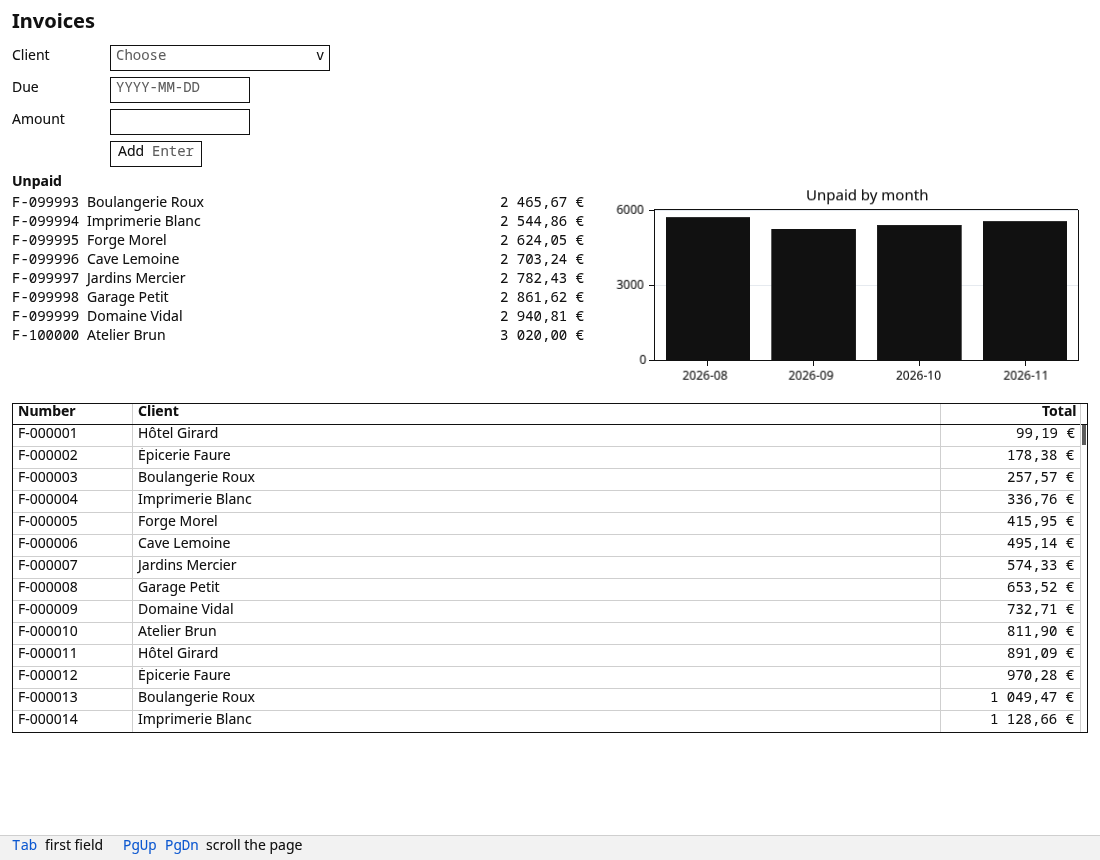 Invoices
Client Choose v
Due YYYY-MM-DD
Amount
Add Enter
Unpaid
F-099993 Boulangerie Roux 2 465,67 €
F-099994 Imprimerie Blanc 2 544,86 €
F-099995 Forge Morel 2 624,05 €
F-099996 Cave Lemoine 2 703,24 €
F-099997 Jardins Mercier 2 782,43 €
F-099998 Garage Petit 2 861,62 €
F-099999 Domaine Vidal 2 940,81 €
F-100000 Atelier Brun 3 020,00 €
Unpaid by month
6000
3000
0
2026-08 2026-09 2026-10 2026-11
Number Client Total
F-000001 Hôtel Girard 99,19 €
F-000002 Épicerie Faure 178,38 €
F-000003 Boulangerie Roux 257,57 €
F-000004 Imprimerie Blanc 336,76 €
F-000005 Forge Morel 415,95 €
F-000006 Cave Lemoine 495,14 €
F-000007 Jardins Mercier 574,33 €
F-000008 Garage Petit 653,52 €
F-000009 Domaine Vidal 732,71 €
F-000010 Atelier Brun 811,90 €
F-000011 Hôtel Girard 891,09 €
F-000012 Épicerie Faure 970,28 €
F-000013 Boulangerie Roux 1 049,47 €
F-000014 Imprimerie Blanc 1 128,66 €
Tab first field PgUp PgDn scroll the page